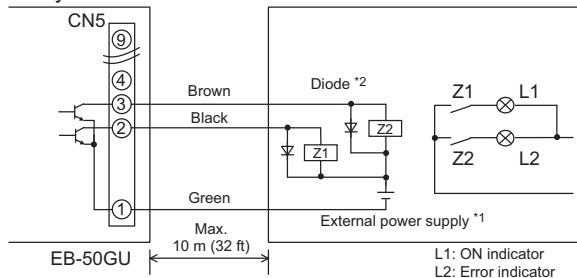 CN5
⑨
④
③
②
①
Brown
Black
Green
Diode *2
Z2
Z1
Z1
L1
Z2
L2
External power supply *1
Max.
10 m (32 ft)
EB-50GU
L1: ON indicator
L2: Error indicator